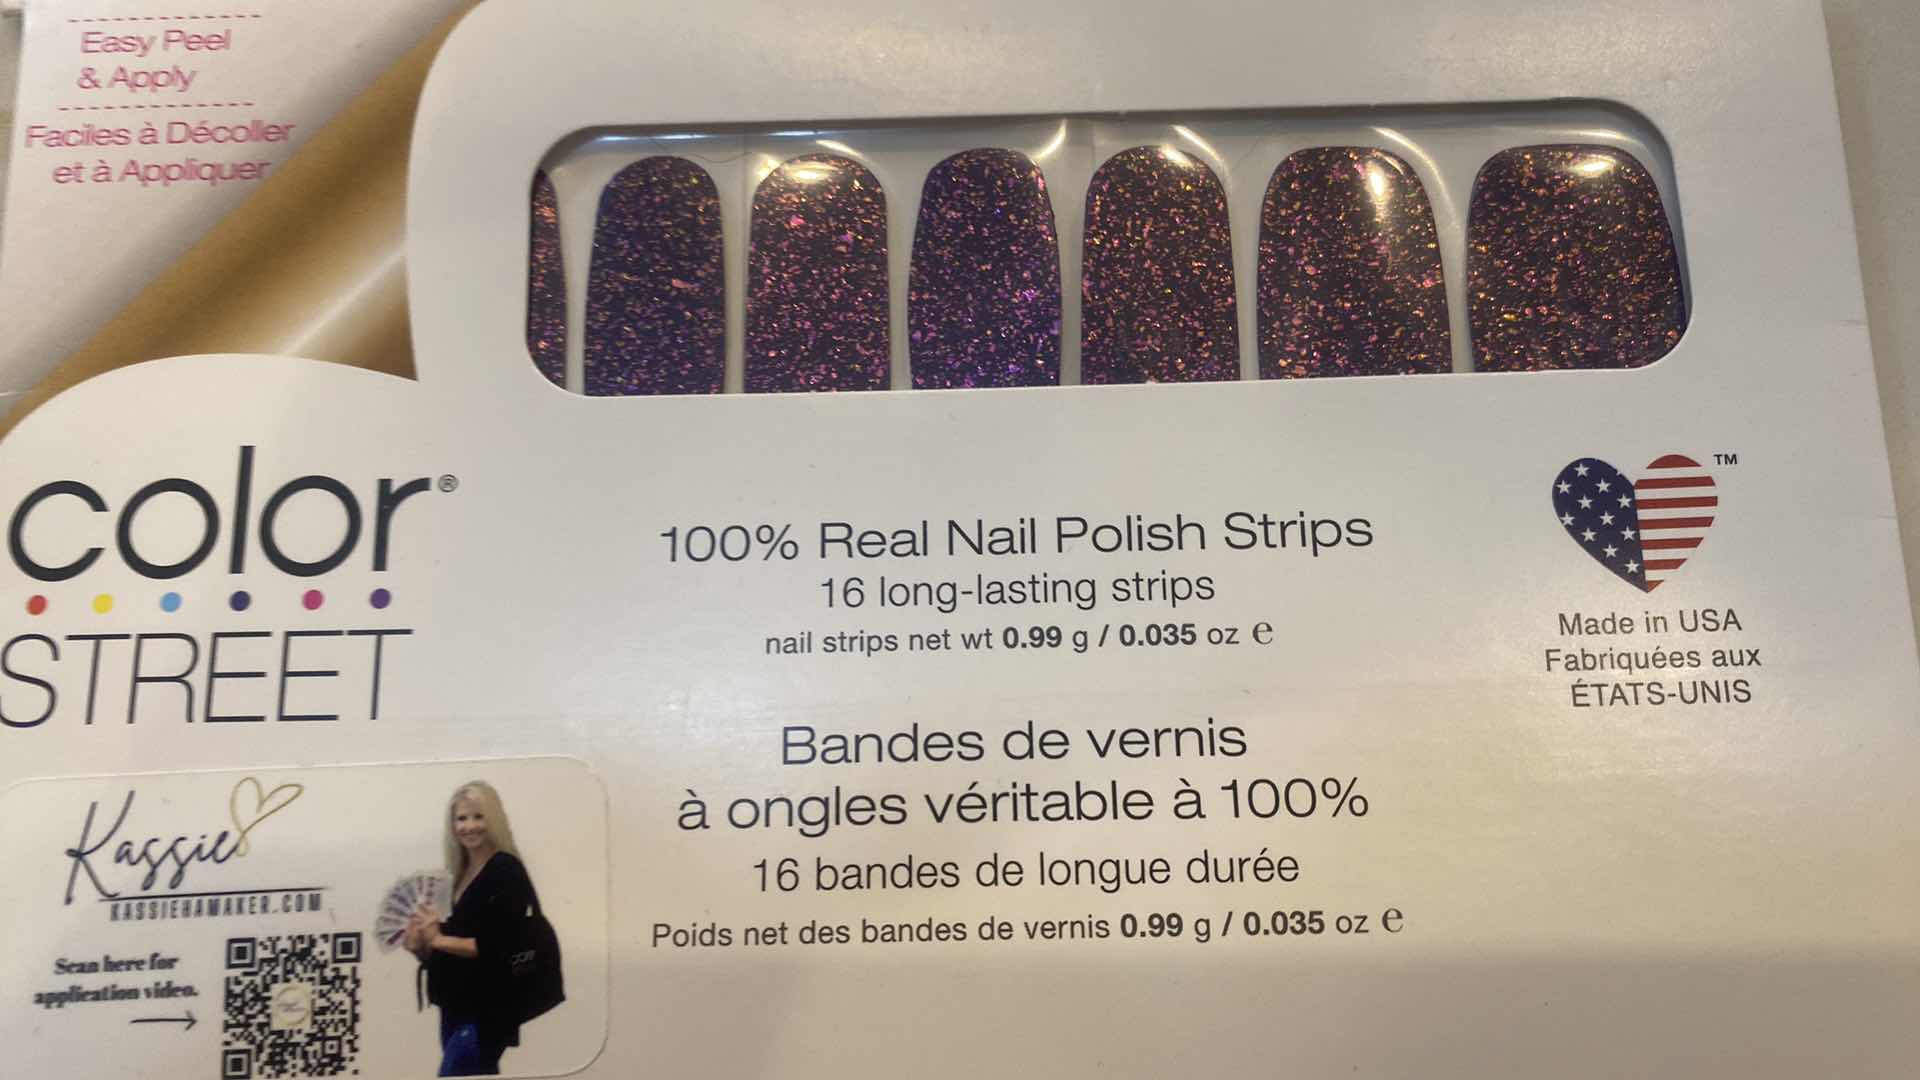 Easy Peel
& Apply
Faciles à Décoller
et à Appliquer
color®
STREET
100% Real Nail Polish Strips
16 long-lasting strips
nail strips net wt 0.99 g / 0.035 oz ℮
Bandes de vernis
à ongles véritable à 100%
16 bandes de longue durée
Poids net des bandes de vernis 0.99 g / 0.035 oz ℮
TM
Made in USA
Fabriquées aux
ÉTATS-UNIS
Kassie
KASSIEHAMAKER.COM
Scan here for
application video.